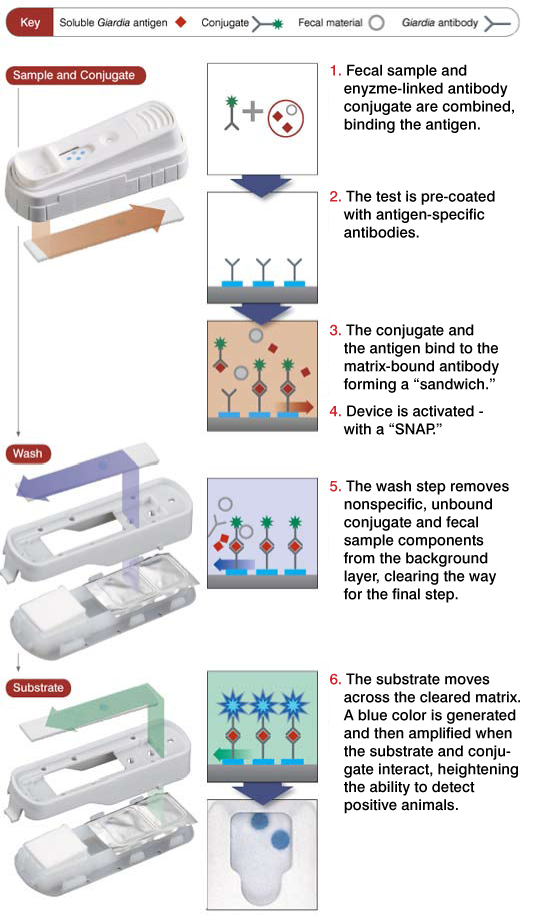 Key Soluble Giardia antigen Conjugate Fecal material Giardia antibody
Sample and Conjugate
1. Fecal sample and
enyzme-linked antibody
conjugate are combined,
binding the antigen.
2. The test is pre-coated
with antigen-specific
antibodies.
3. The conjugate and
the antigen bind to the
matrix-bound antibody
forming a “sandwich.”
4. Device is activated -
with a “SNAP.”
Wash
5. The wash step removes
nonspecific, unbound
conjugate and fecal
sample components
from the background
layer, clearing the way
for the final step.
Substrate
6. The substrate moves
across the cleared matrix.
A blue color is generated
and then amplified when
the substrate and conju-
gate interact, heightening
the ability to detect
positive animals.